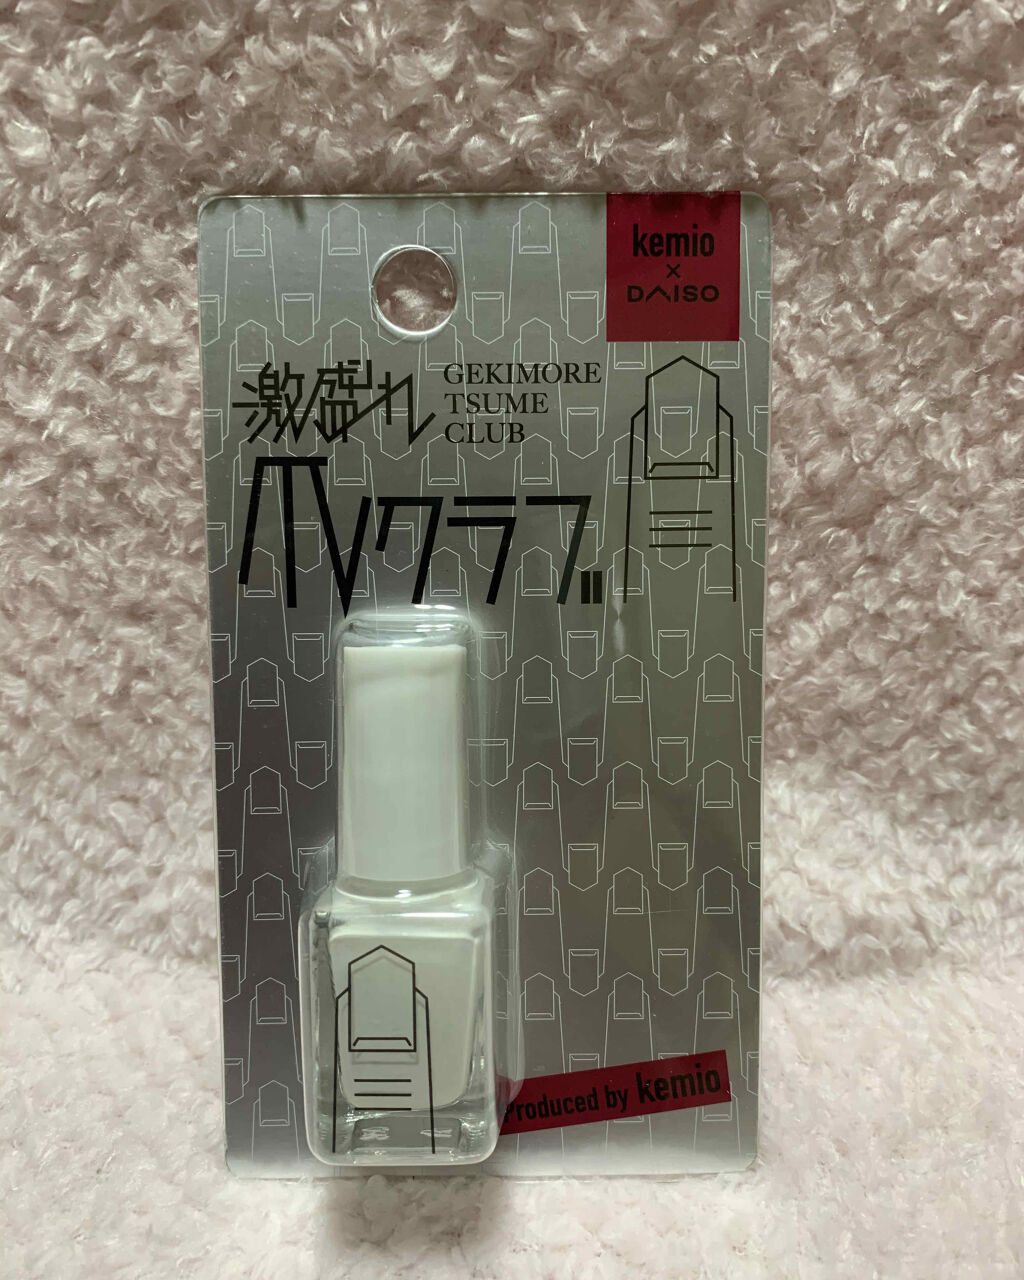 kemio
×
DAISO
激盛れ
GEKIMORE
TSUME
CLUB
爪クラブ
Produced by kemio